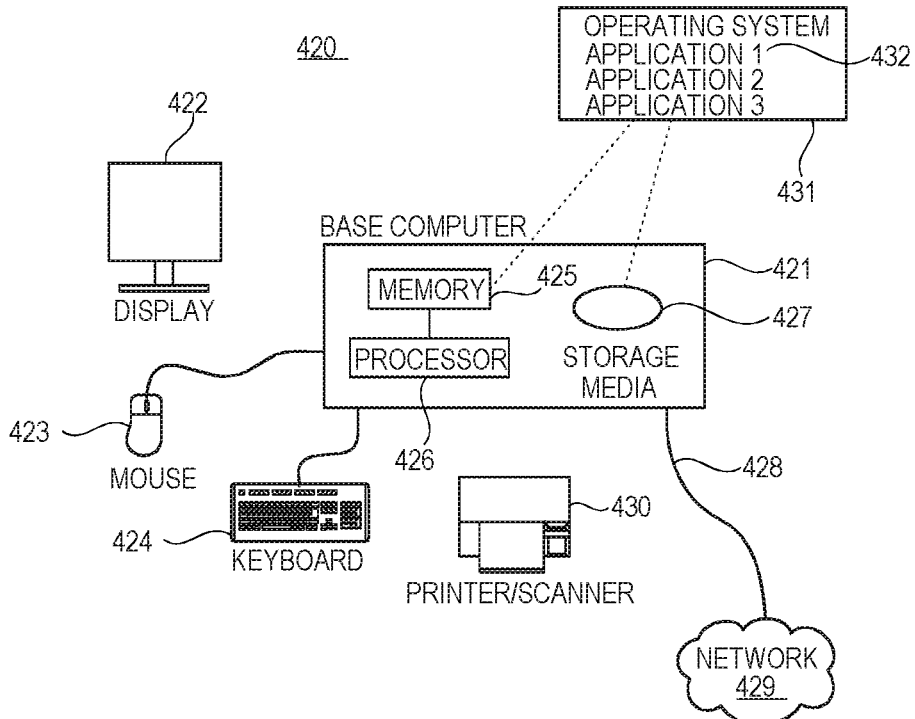 420
OPERATING SYSTEM
APPLICATION 1
APPLICATION 2
APPLICATION 3
432
431
422
DISPLAY
BASE COMPUTER
421
MEMORY
425
PROCESSOR
426
427
STORAGE
MEDIA
423
MOUSE
424
KEYBOARD
430
PRINTER/SCANNER
428
NETWORK
429